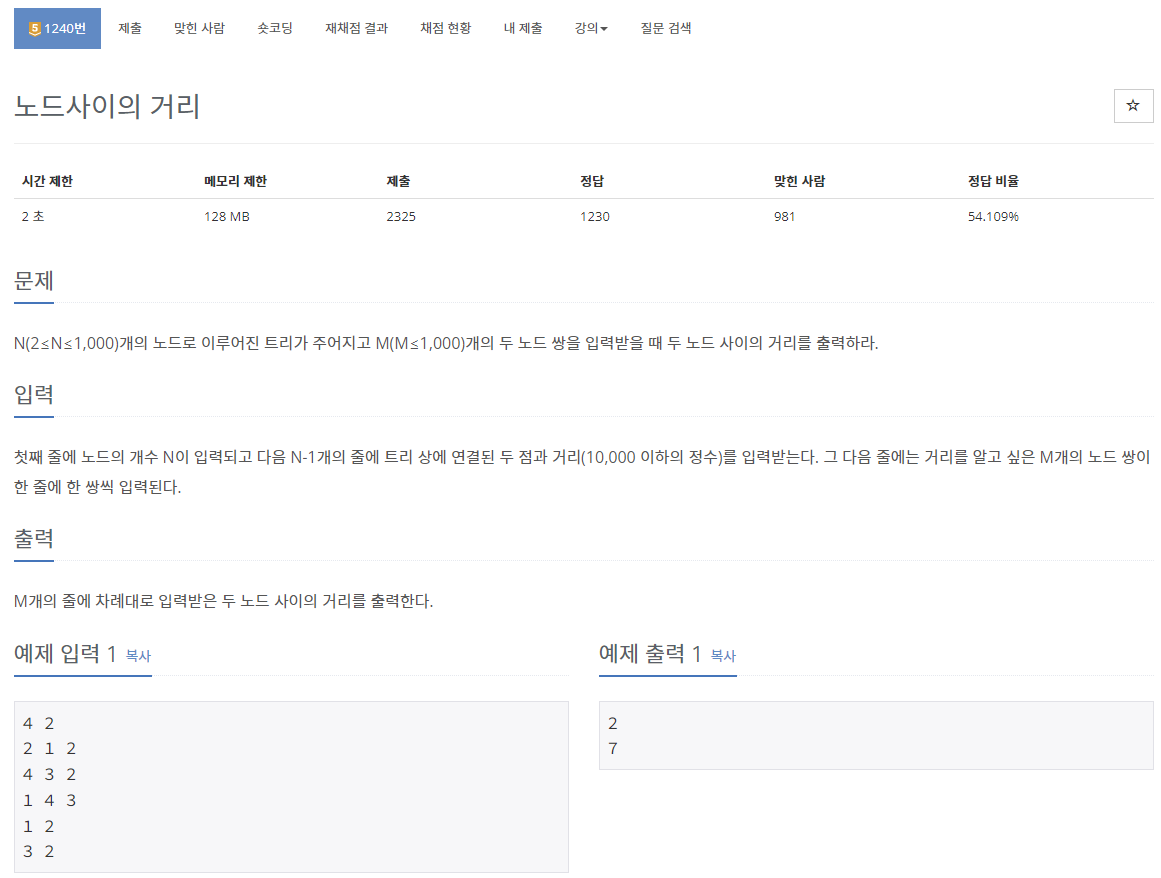 5 1240번 제출 맞힌 사람 숏코딩 재채점 결과 채점 현황 내 제출 강의 질문 검색
노드사이의 거리
시간 제한 메모리 제한 제출 정답 맞힌 사람 정답 비율
2 초 128 MB 2325 1230 981 54.109%
문제
N(2≤N≤1,000)개의 노드로 이루어진 트리가 주어지고 M(M≤1,000)개의 두 노드 쌍을 입력받을 때 두 노드 사이의 거리를 출력하라.
입력
첫째 줄에 노드의 개수 N이 입력되고 다음 N-1개의 줄에 트리 상에 연결된 두 점과 거리(10,000 이하의 정수)를 입력받는다. 그 다음 줄에는 거리를 알고 싶은 M개의 노드 쌍이
한 줄에 한 쌍씩 입력된다.
출력
M개의 줄에 차례대로 입력받은 두 노드 사이의 거리를 출력한다.
예제 입력 1 복사
4 2
2 1 2
4 3 2
1 4 3
1 2
3 2
예제 출력 1 복사
2
7